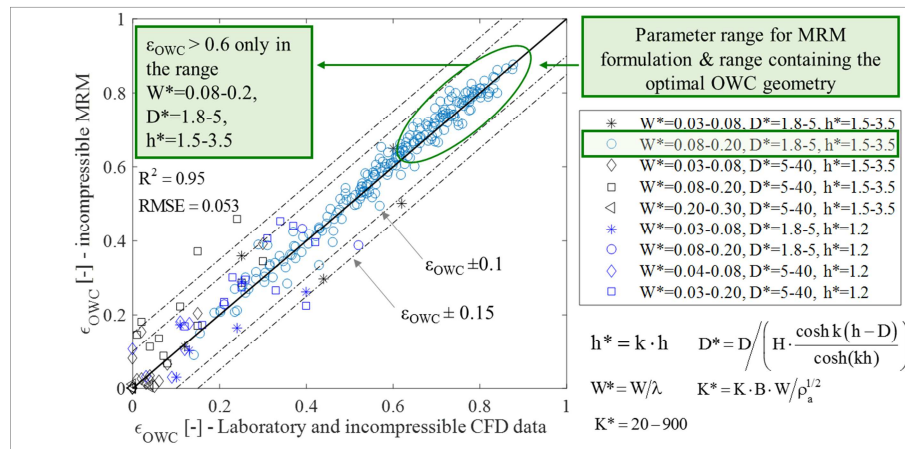 ε_OWC > 0.6 only in
the range
W*=0.08-0.2,
D*=1.8-5,
h*=1.5-3.5
Parameter range for MRM
formulation & range containing the
optimal OWC geometry
R² = 0.95
RMSE = 0.053
ε_OWC ±0.1
ε_OWC ± 0.15
1
0.8
0.6
0.4
0.2
0
ϵ_OWC [-] - incompressible MRM
0 0.2 0.4 0.6 0.8 1
ϵ_OWC [-] - Laboratory and incompressible CFD data
W*=0.03-0.08, D*=1.8-5, h*=1.5-3.5
W*=0.08-0.20, D*=1.8-5, h*=1.5-3.5
W*=0.03-0.08, D*=5-40, h*=1.5-3.5
W*=0.08-0.20, D*=5-40, h*=1.5-3.5
W*=0.20-0.30, D*=5-40, h*=1.5-3.5
W*=0.03-0.08, D*=1.8-5, h*=1.2
W*=0.08-0.20, D*=1.8-5, h*=1.2
W*=0.04-0.08, D*=5-40, h*=1.2
W*=0.03-0.20, D*=5-40, h*=1.2
h* = k · h D* = D/(H · cosh k(h−D)/cosh(kh))
W* = W/λ K* = K · B · W/ρ_a^1/2
K* = 20 − 900